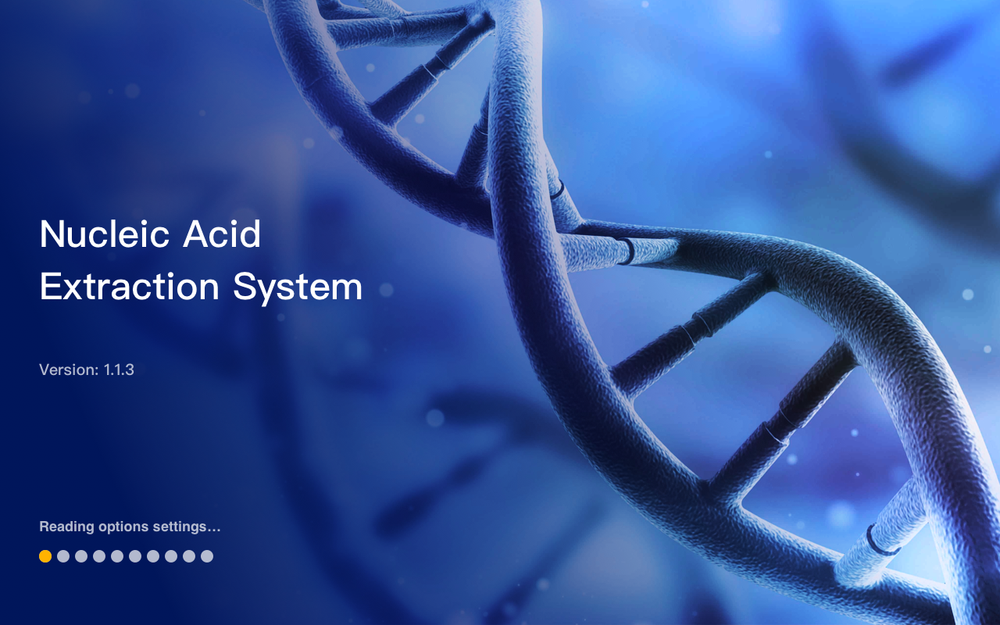 Nucleic Acid
Extraction System
Version: 1.1.3
Reading options settings...